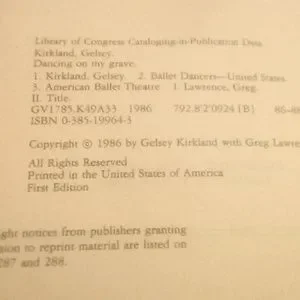 Library of Congress Cataloging-in-Publication Data.
Kirkland, Gelsey.
Dancing on my grave.
1. Kirkland, Gelsey. 2. Ballet Dancers—United States.
3. American Ballet Theatre I. Lawrence, Greg.
II. Title.
GV1785.K49A33 1986 792.8'2'0924 [B]
ISBN 0-385-19964-3
Copyright © 1986 by Gelsey Kirkland with Greg
All Rights Reserved
Printed in the United States of America
First Edition
notices from publishers granting
to reprint material are listed on
287 and 288.